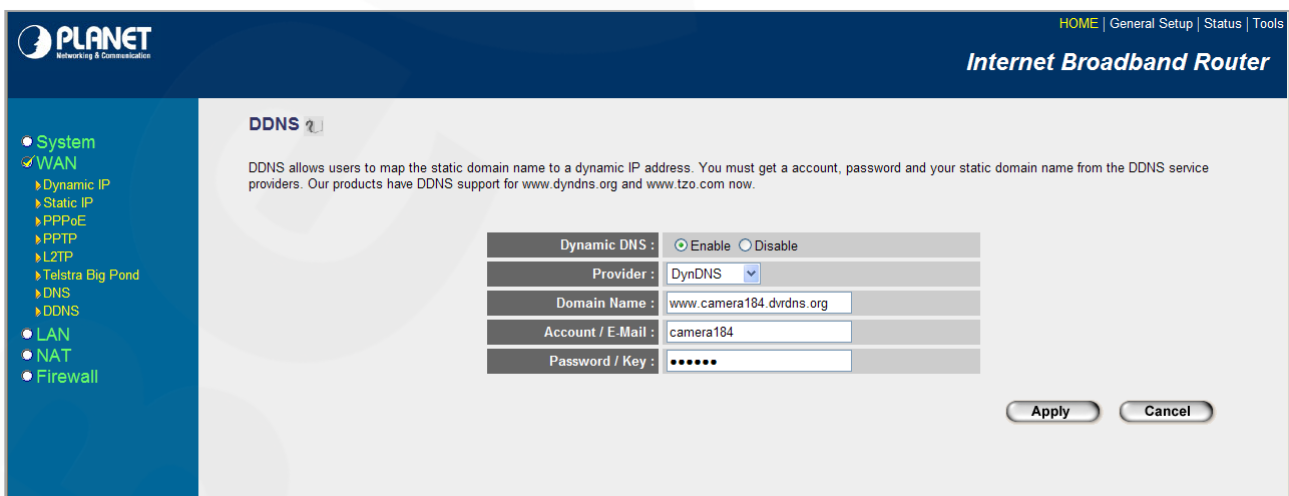 PLANET
Networking & Communication
HOME | General Setup | Status | Tools
Internet Broadband Router
System
WAN
Dynamic IP
Static IP
PPPoE
PPTP
L2TP
Telstra Big Pond
DNS
DDNS
LAN
NAT
Firewall
DDNS
DDNS allows users to map the static domain name to a dynamic IP address. You must get a account, password and your static domain name from the DDNS service
providers. Our products have DDNS support for www.dyndns.org and www.tzo.com now.
Dynamic DNS : Enable Disable
Provider : DynDNS
Domain Name : www.camera184.dvrdns.org
Account / E-Mail : camera184
Password / Key : ••••••
Apply Cancel